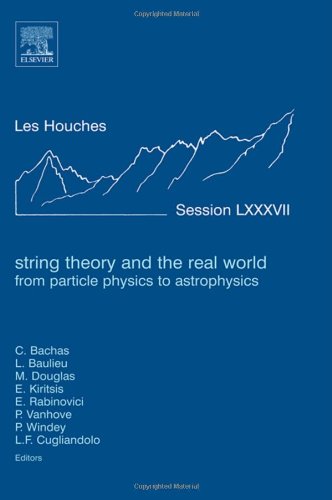 ELSEVIER
Les Houches
Session LXXXVII
string theory and the real world
from particle physics to astrophysics
C. Bachas
L. Baulieu
M. Douglas
E. Kiritsis
E. Rabinovici
P. Vanhove
P. Windey
L.F. Cugliandolo
Editors